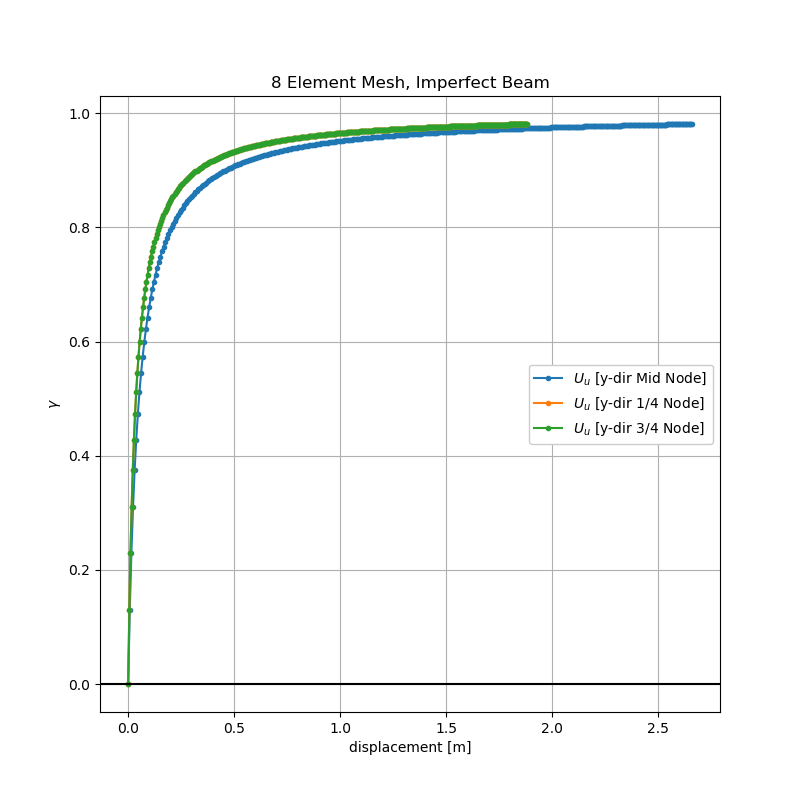 8 Element Mesh, Imperfect Beam
1.0
0.8
0.6
0.4
0.2
0.0
γ
U_u [y-dir Mid Node]
U_u [y-dir 1/4 Node]
U_u [y-dir 3/4 Node]
0.0 0.5 1.0 1.5 2.0 2.5
displacement [m]